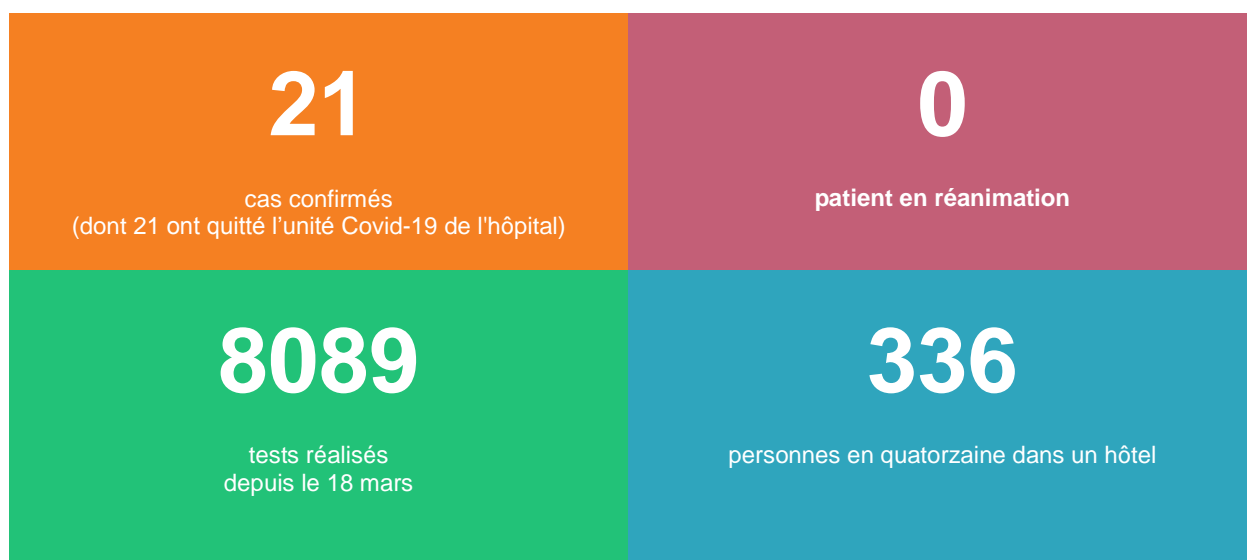 21
cas confirmés
(dont 21 ont quitté l’unité Covid-19 de l'hôpital)
0
patient en réanimation
8089
tests réalisés
depuis le 18 mars
336
personnes en quatorzaine dans un hôtel